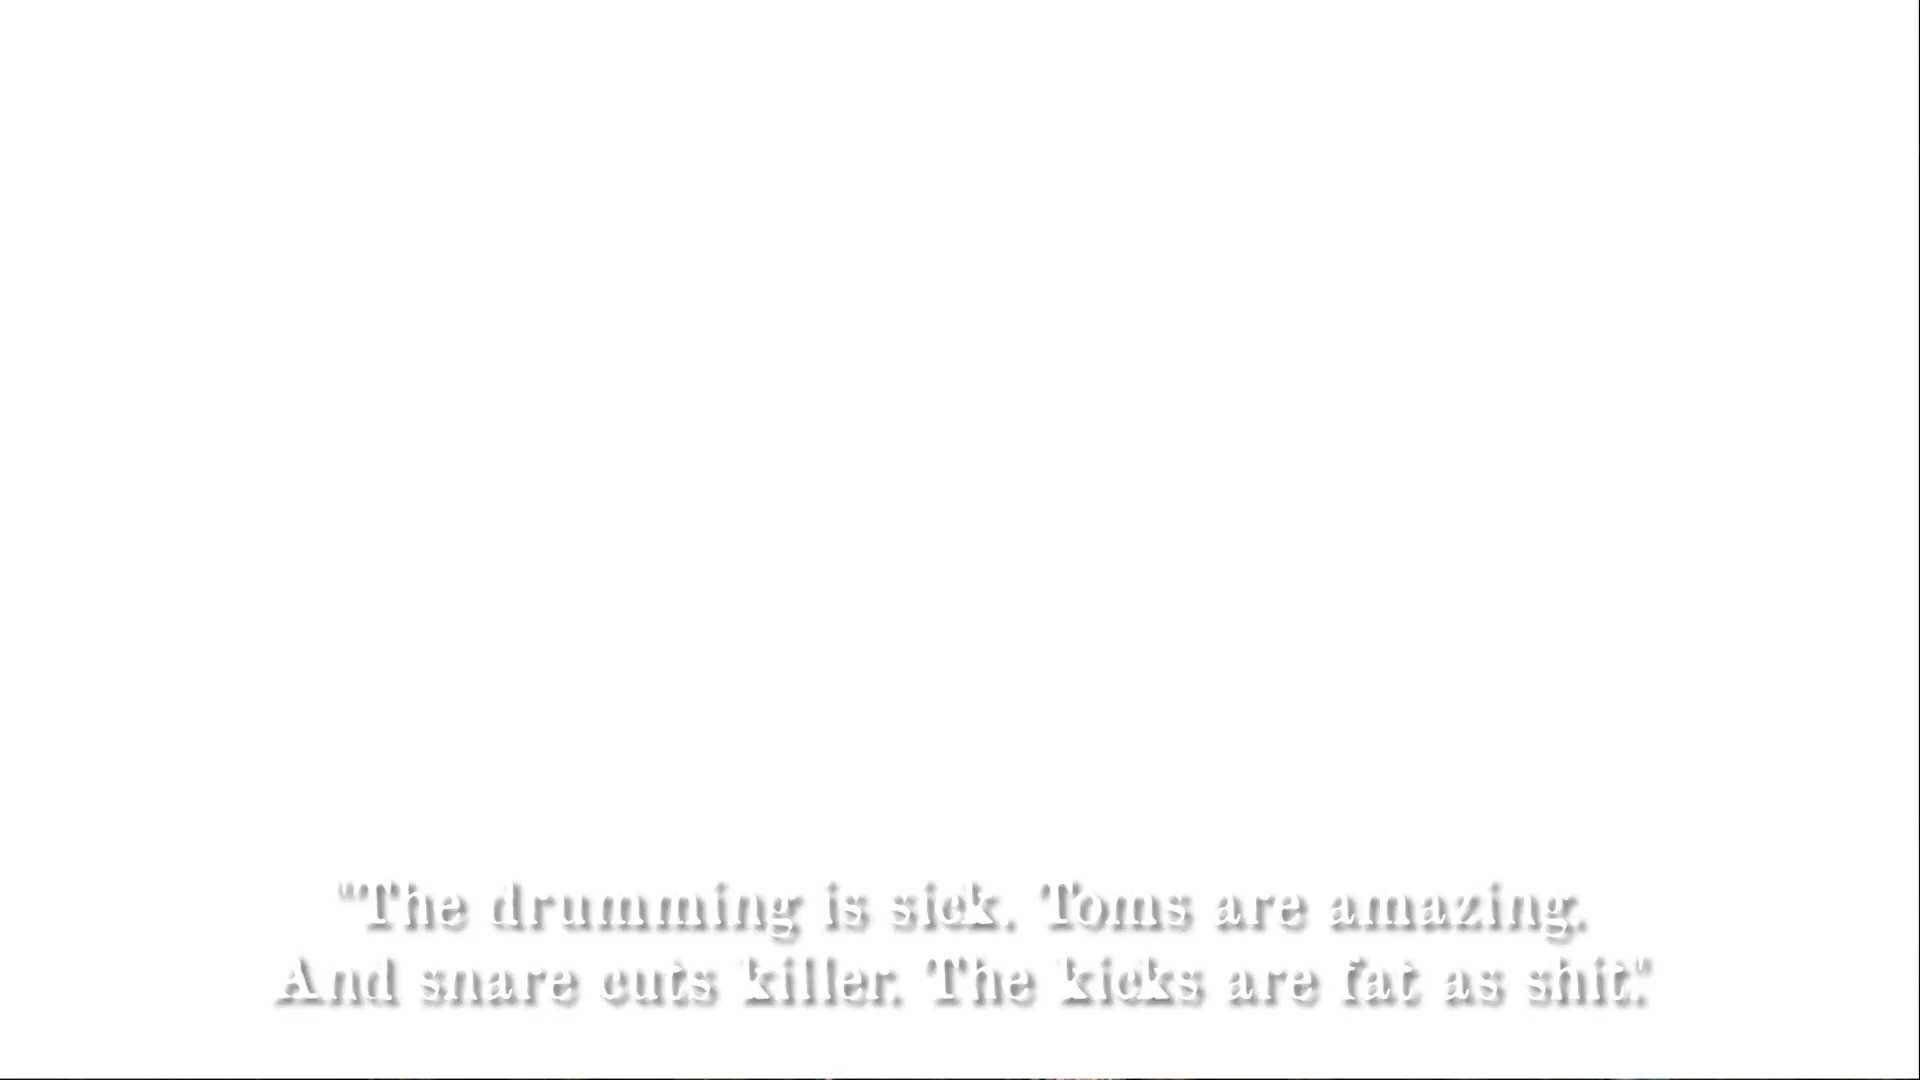 "The drumming is sick. Toms are amazing.
And snare cuts killer. The kicks are fat as shit."